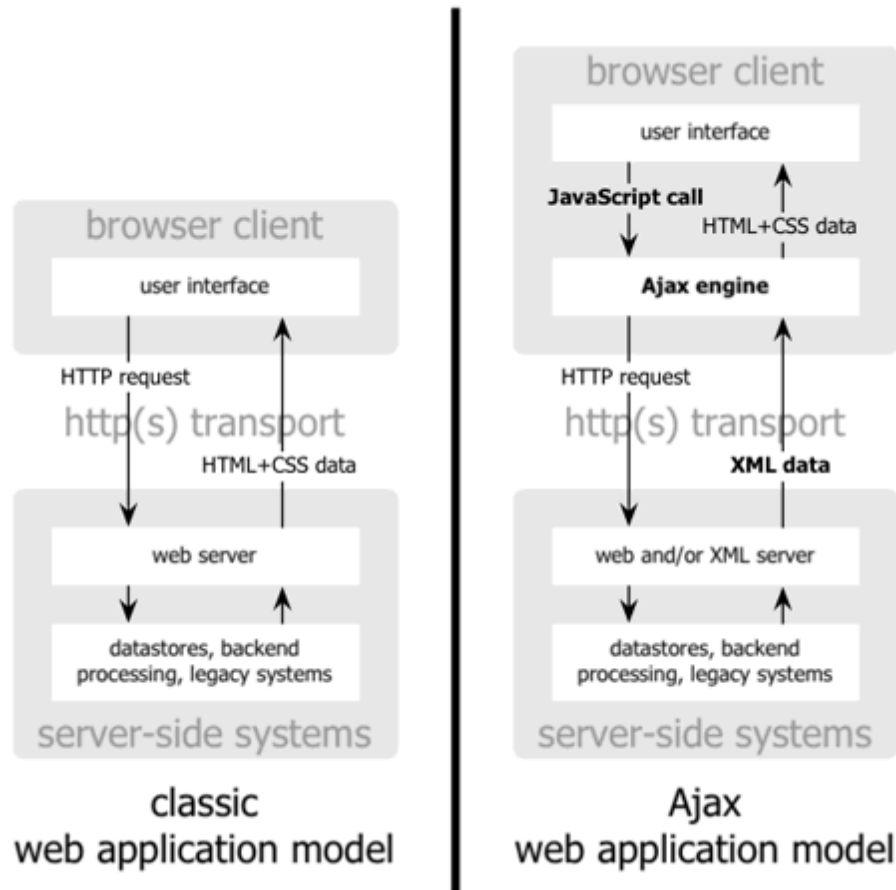 browser client
user interface
HTTP request
http(s) transport
HTML+CSS data
web server
datastores, backend
processing, legacy systems
server-side systems
classic
web application model
browser client
user interface
JavaScript call
HTML+CSS data
Ajax engine
HTTP request
http(s) transport
XML data
web and/or XML server
datastores, backend
processing, legacy systems
server-side systems
Ajax
web application model